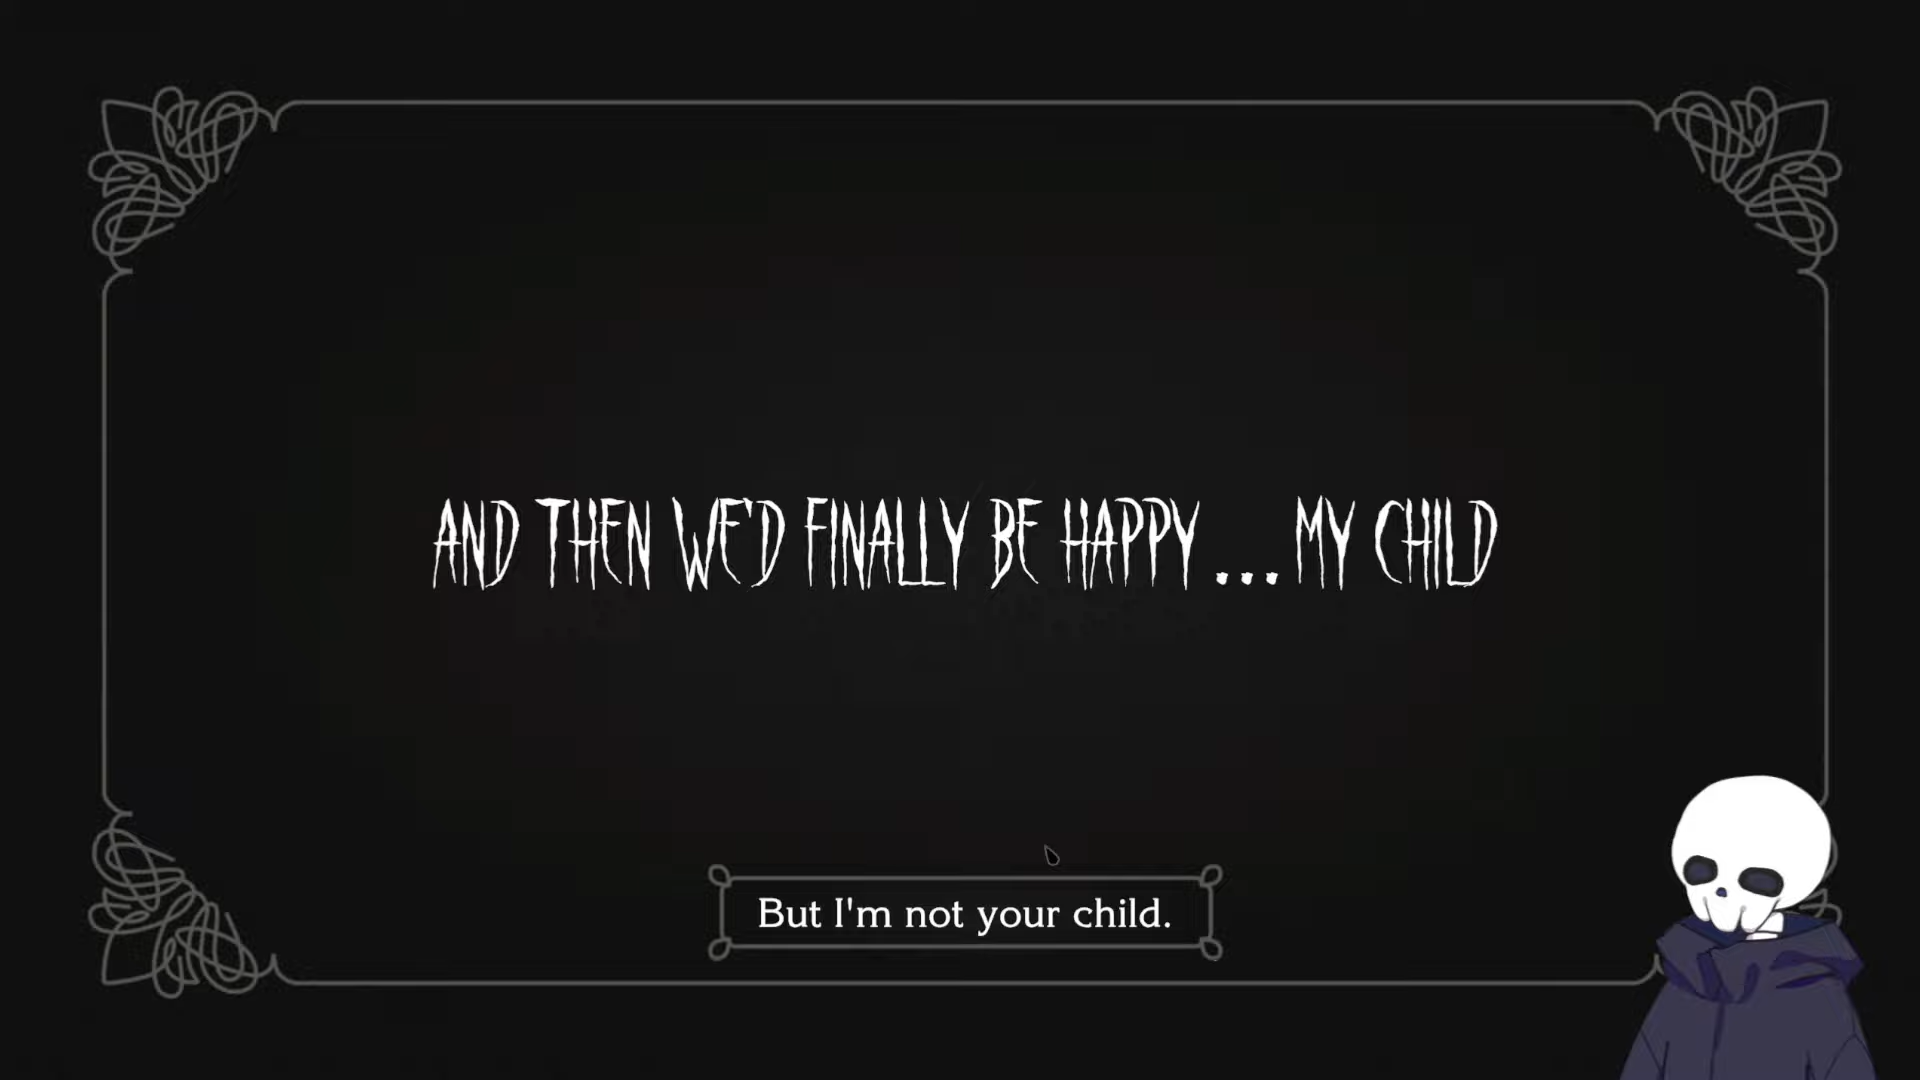 AND THEN WE'D FINALLY BE HAPPY ... MY CHILD
But I'm not your child.